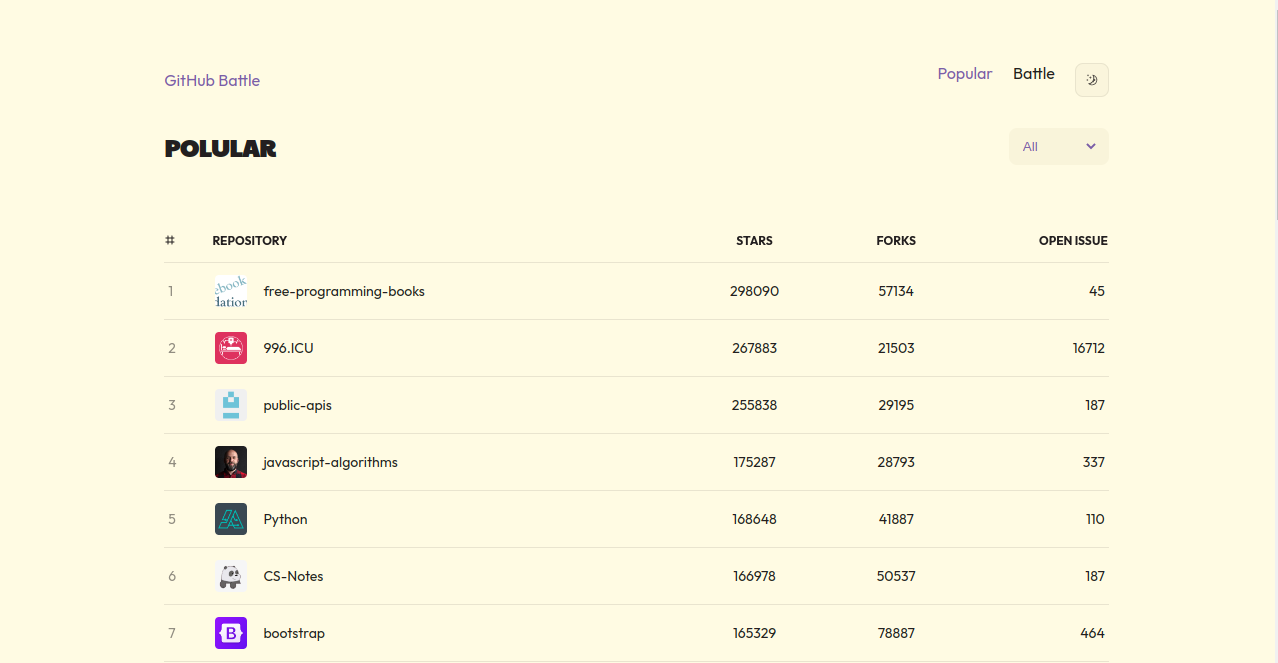 GitHub Battle Popular Battle
POLULAR All
# REPOSITORY STARS FORKS OPEN ISSUE
1 ebook dation free-programming-books 298090 57134 45
2 996.ICU 267883 21503 16712
3 public-apis 255838 29195 187
4 javascript-algorithms 175287 28793 337
5 Python 168648 41887 110
6 CS-Notes 166978 50537 187
7 B bootstrap 165329 78887 464